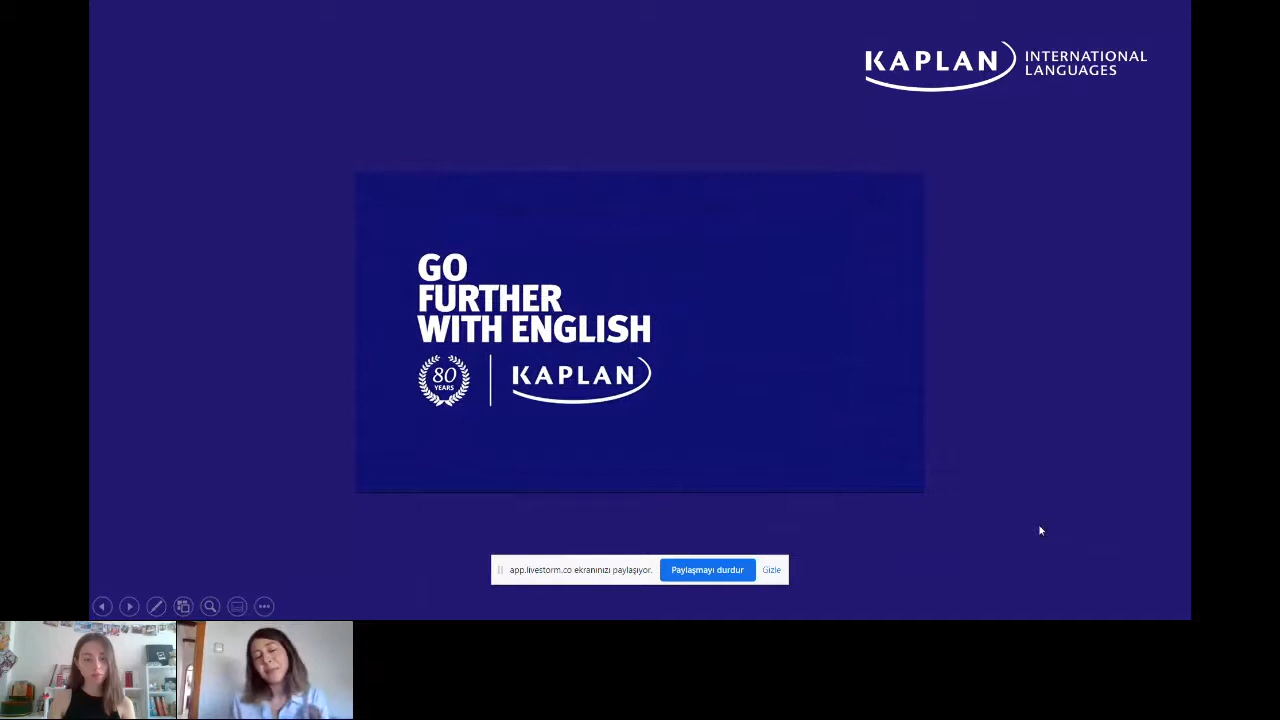 KAPLAN INTERNATIONAL
LANGUAGES
GO
FURTHER
WITH ENGLISH
80
YEARS
KAPLAN
app.livestorm.co ekranınızı paylaşıyor. Paylaşmayı durdur Gizle